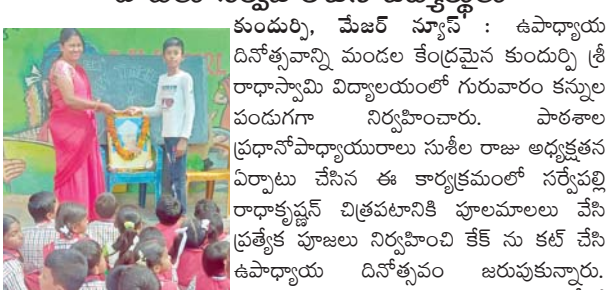 కుందుర్పి, మేజర్ న్యూస్ : ఉపాధ్యాయ
దినోత్సవాన్ని మండల కేంద్రమైన కుందుర్పి శ్రీ
రాధాస్వామి విద్యాలయంలో గురువారం కన్నుల
పండుగగా నిర్వహించారు. పాఠశాల
ప్రధానోపాధ్యాయురాలు సుశీల రాజు అధ్యక్షతన
ఏర్పాటు చేసిన ఈ కార్యక్రమంలో సర్వేపల్లి
రాధాకృష్ణన్ చిత్రపటానికి పూలమాలలు వేసి
ప్రత్యేక పూజలు నిర్వహించి కేక్ ను కట్ చేసి
ఉపాధ్యాయ దినోత్సవం జరుపుకున్నారు.